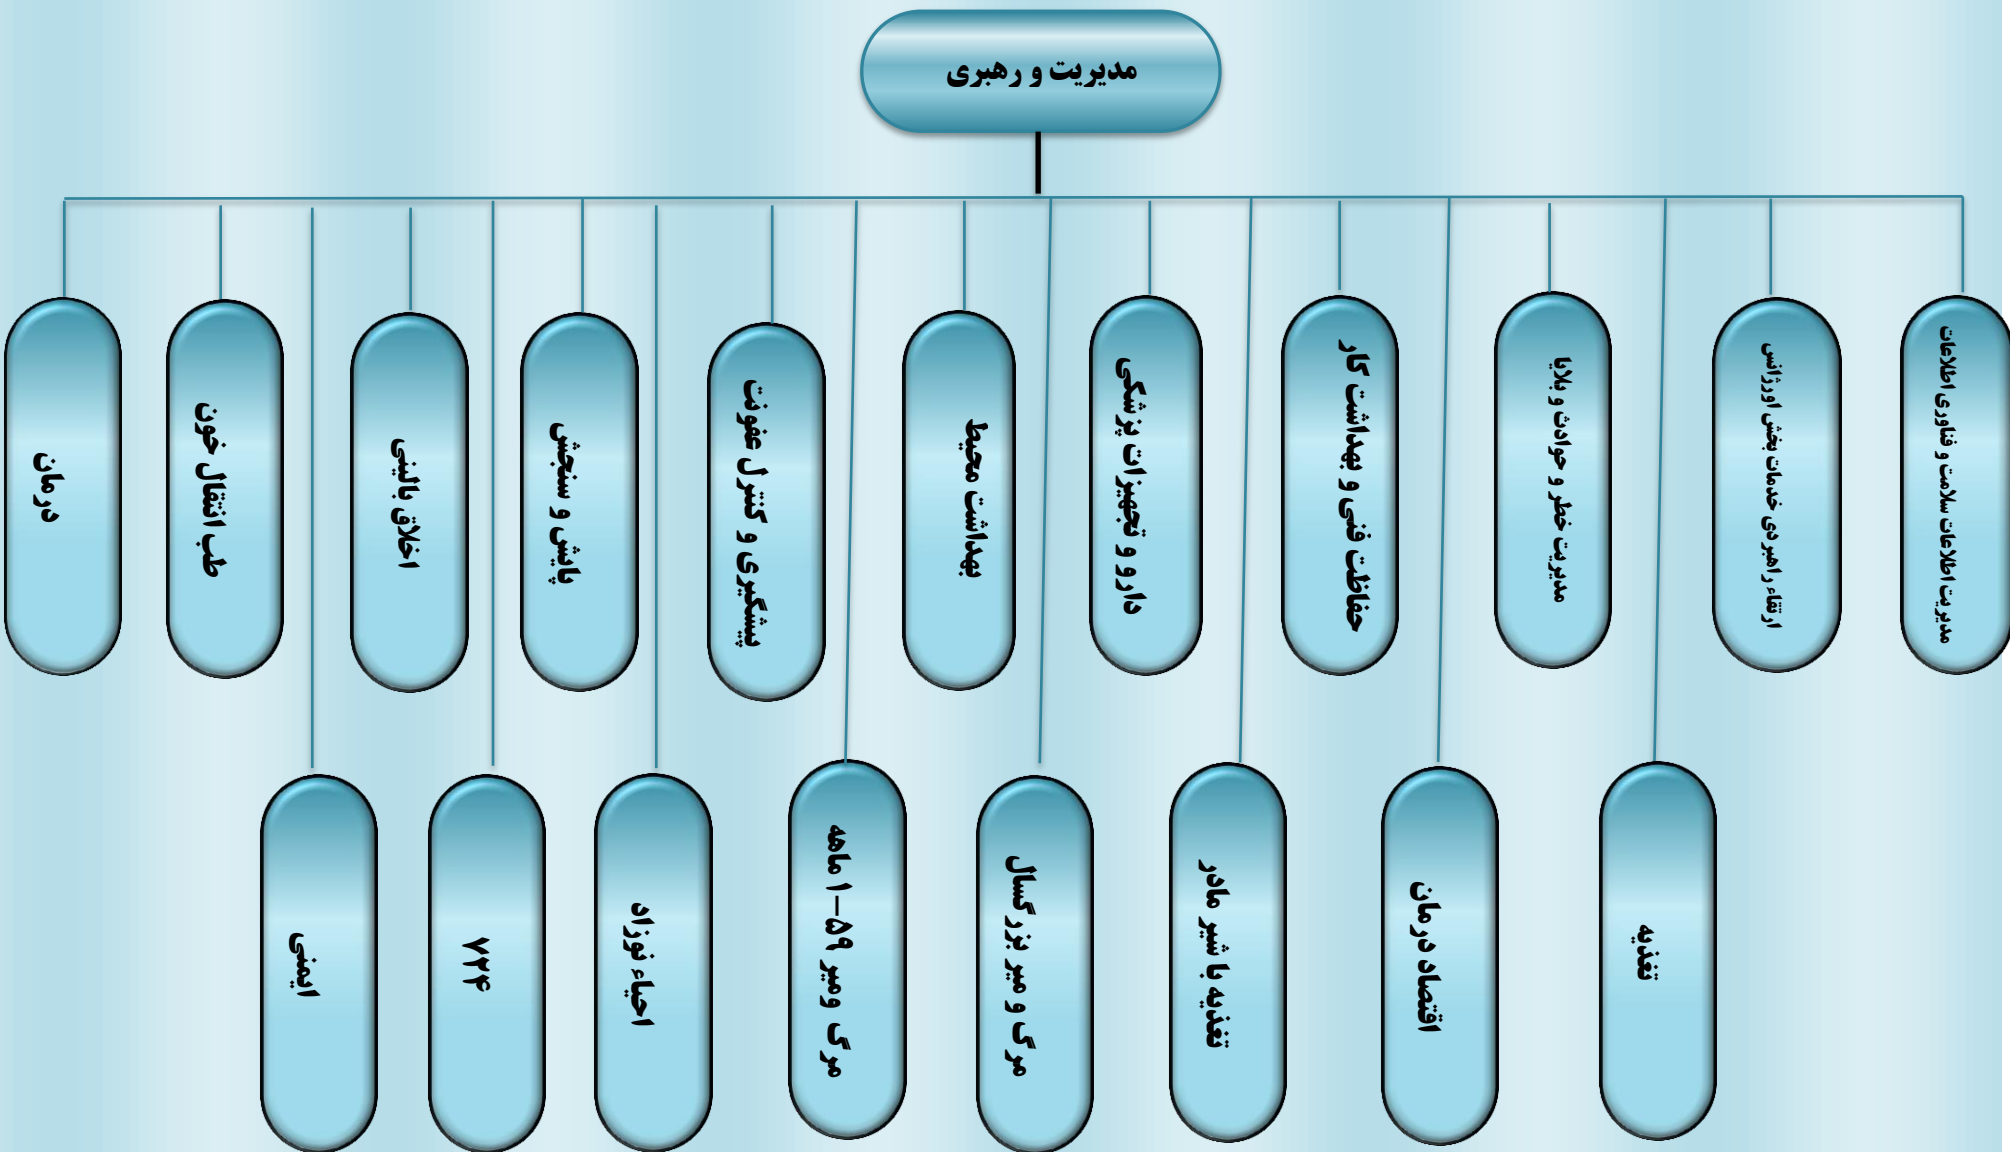 مدیریت و رهبری
مدیریت اطلاعات سلامت و فناوری اطلاعات
ارتقاء راهبردی خدمات بخش اورژانس
مدیریت خطر و حوادث و بلایا
حفاظت فنی و بهداشت کار
دارو و تجهیزات پزشکی
بهداشت محیط
پیشگیری و کنترل عفونت
پایش و سنجش
اخلاق بالینی
طب انتقال خون
درمان
تغذیه
اقتصاد درمان
تغذیه با شیر مادر
مرگ و میر بزرگسال
مرگ ومیر ۵۹–۱ ماهه
احیاء نوزاد
۷۲۴
ایمنی